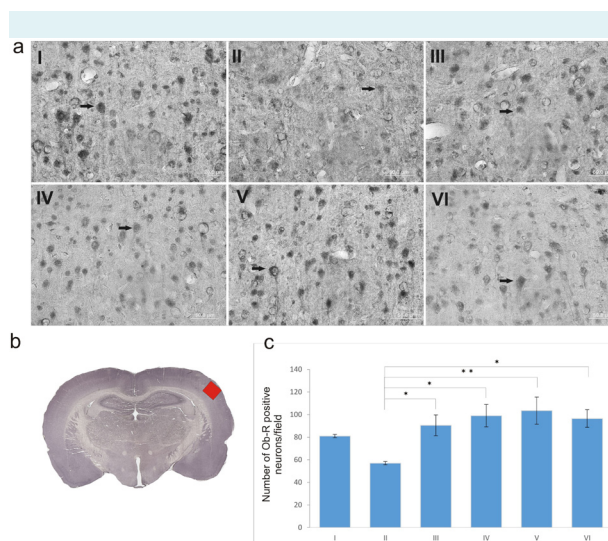 a
I
II
III
IV
V
VI
b
c
Number of Ob-R positive
neurons/field
140
120
100
80
60
40
20
0
*
* *
*
*
I
II
III
IV
V
VI